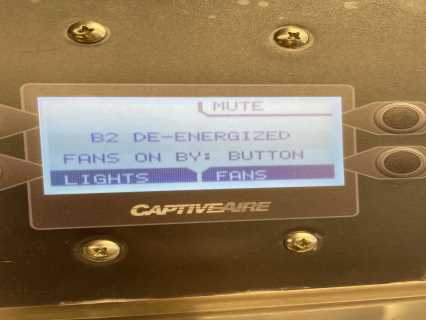 MUTE
B2 DE-ENERGIZED
FANS ON BY: BUTTON
LIGHTS FANS
CAPTIVEAIRE